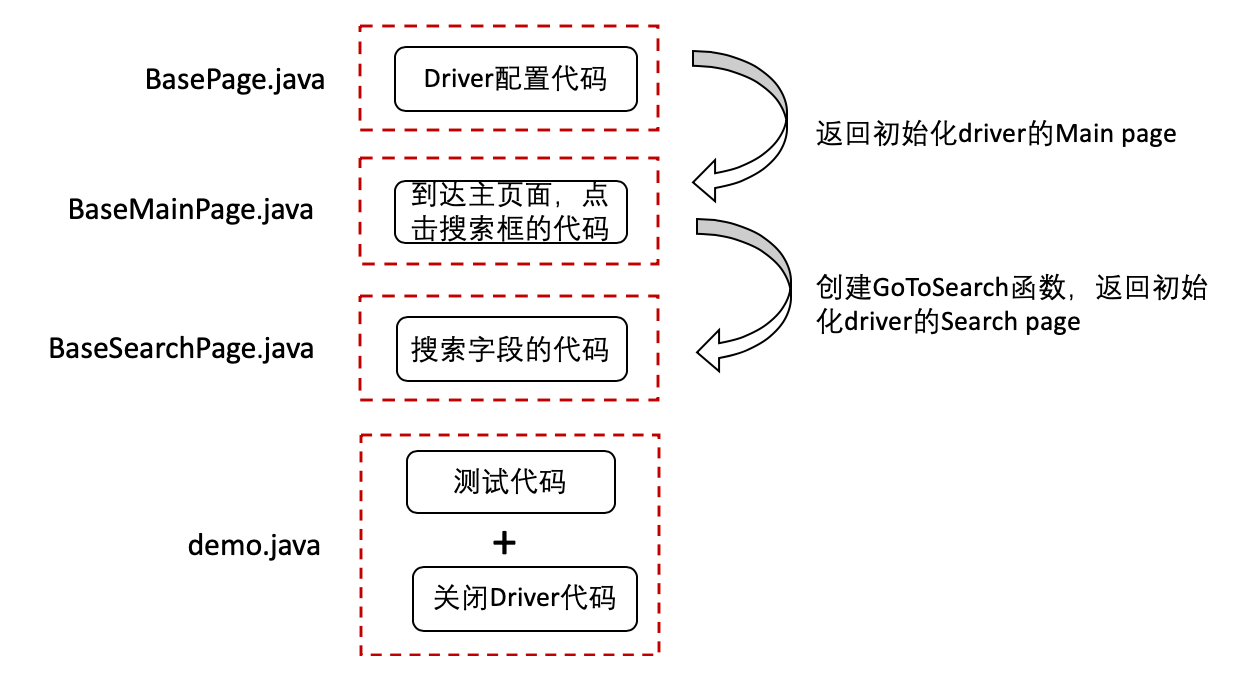 BasePage.java
Driver配置代码
返回初始化driver的Main page
BaseMainPage.java
到达主页面，点
击搜索框的代码
创建GoToSearch函数，返回初始
化driver的Search page
BaseSearchPage.java
搜索字段的代码
demo.java
测试代码
+
关闭Driver代码